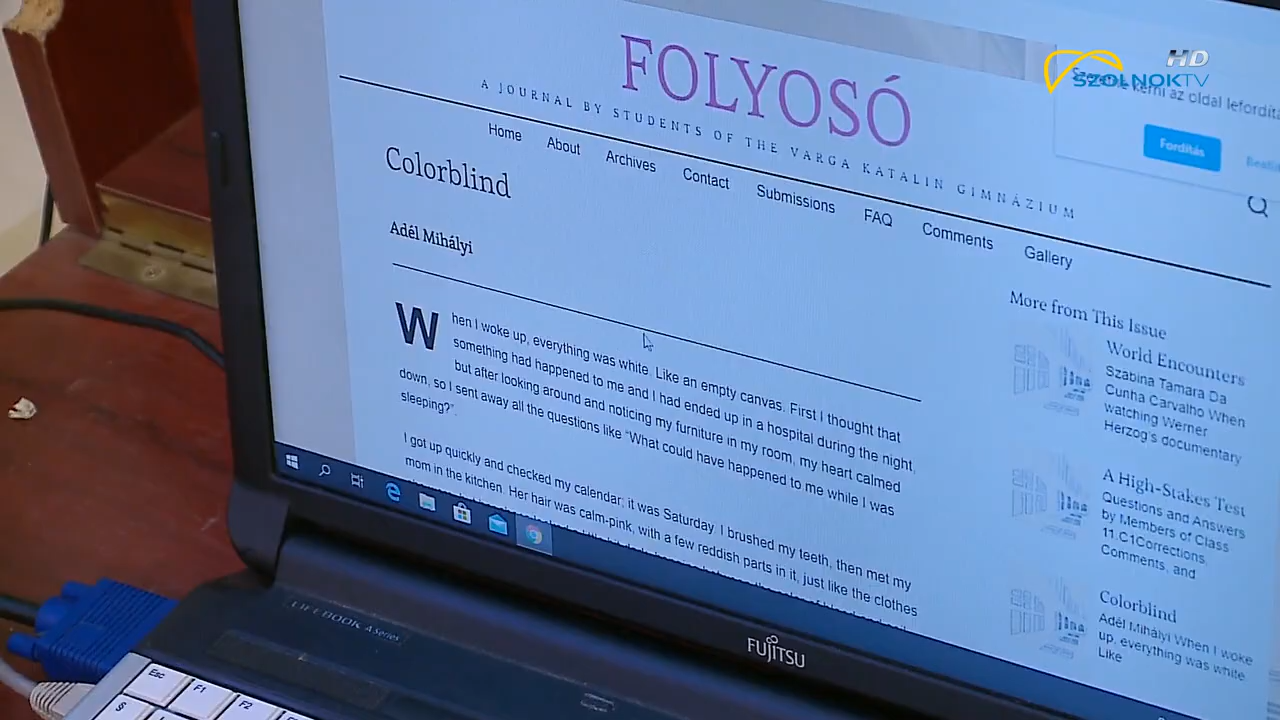 HD
SZOLNOKTV
FOLYOSÓ
A JOURNAL BY STUDENTS OF THE VARGA KATALIN GIMNÁZIUM
kérni az oldal lefordítá
Fordítás
Home About Archives Contact Submissions FAQ Comments Gallery
Colorblind
Adél Mihályi
When I woke up, everything was white. Like an empty canvas. First I thought that
something had happened to me and I had ended up in a hospital during the night,
but after looking around and noticing my furniture in my room, my heart calmed
down, so I sent away all the questions like “What could have happened to me while I was
sleeping?”.
I got up quickly and checked my calendar; it was Saturday. I brushed my teeth, then met my
mom in the kitchen. Her hair was calm-pink, with a few reddish parts in it, just like the clothes
More from This Issue
World Encounters
Szabina Tamara Da
Cunha Carvalho When
watching Werner
Herzog's documentary
A High-Stakes Test
Questions and Answers
by Members of Class
11.C1Corrections,
Comments, and
Colorblind
Adél Mihályi When I woke
up, everything was white.
Like
LIFEBOOK A Series
FUJITSU
Esc
F1
F2